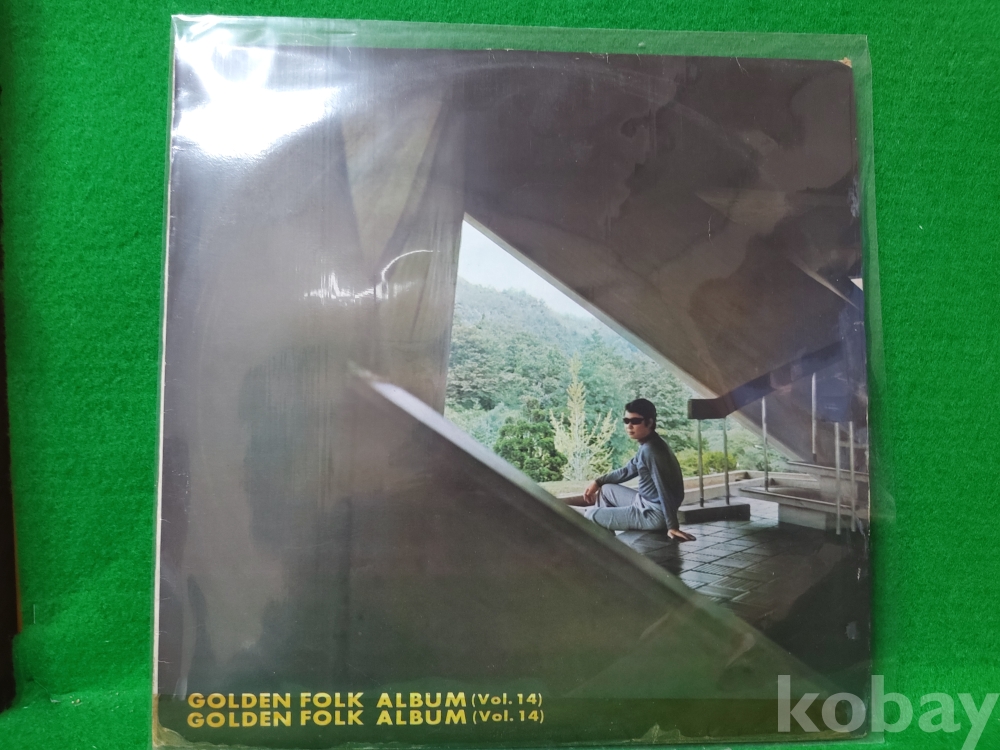 GOLDEN FOLK ALBUM (Vol. 14)
GOLDEN FOLK ALBUM (Vol. 14)
kobay